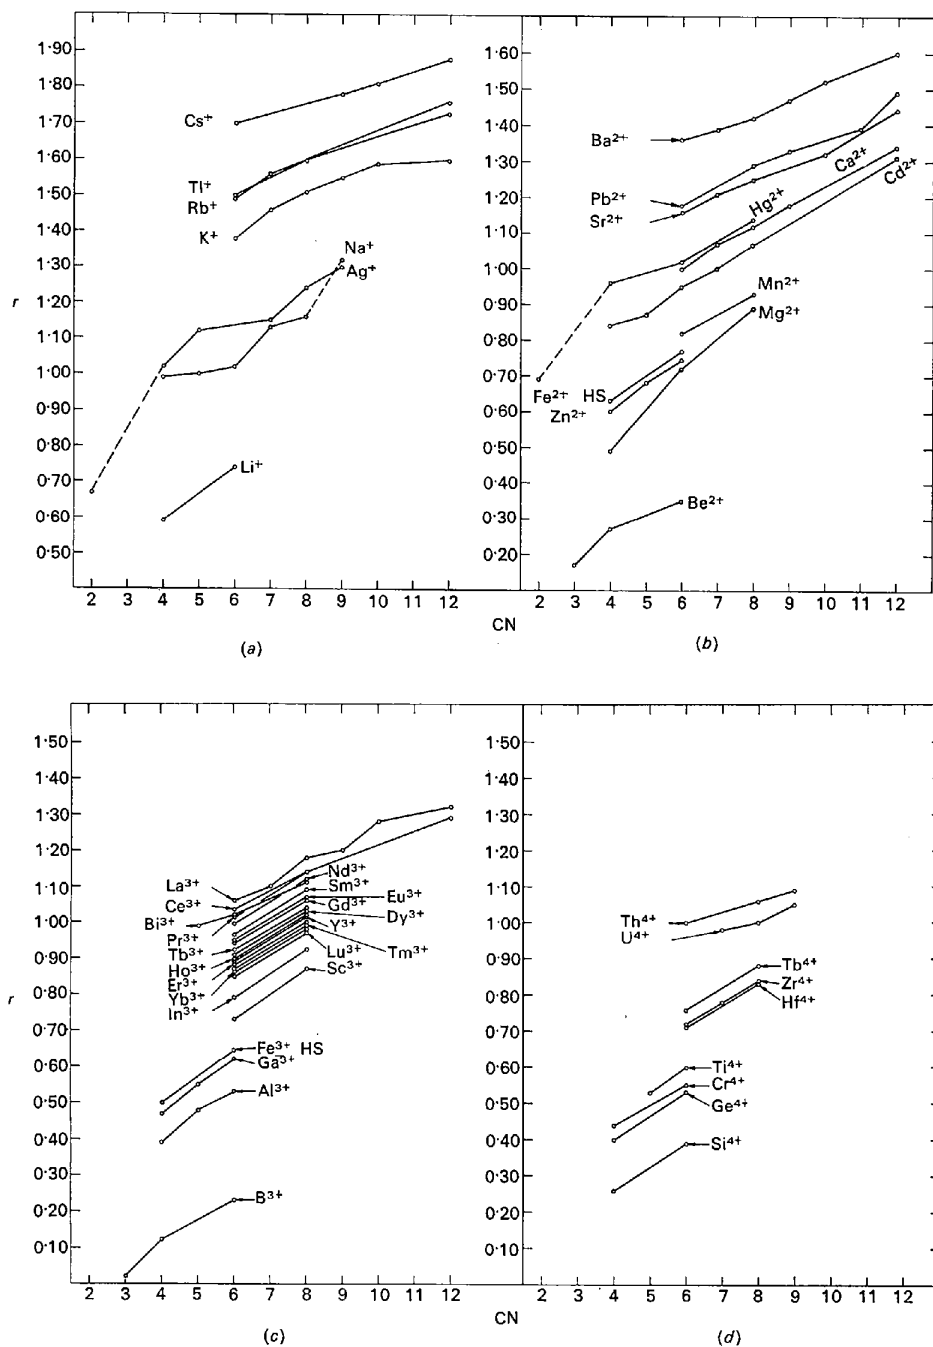 1·90
1·80
1·70
1·60
1·50
1·40
1·30
1·20
1·10
1·00
0·90
0·80
0·70
0·60
0·50
r
Cs⁺
Tl⁺
Rb⁺
K⁺
Na⁺
Ag⁺
Li⁺
2 3 4 5 6 7 8 9 10 11 12
(a)
1·60
1·50
1·40
1·30
1·20
1·10
1·00
0·90
0·80
0·70
0·60
0·50
0·40
0·30
0·20
Ba²⁺
Pb²⁺
Sr²⁺
Hg²⁺
Ca²⁺
Cd²⁺
Mn²⁺
Mg²⁺
Fe²⁺ HS
Zn²⁺
Be²⁺
2 3 4 5 6 7 8 9 10 11 12
CN
(b)
1·50
1·40
1·30
1·20
1·10
1·00
0·90
0·80
0·70
0·60
0·50
0·40
0·30
0·20
0·10
r
La³⁺
Ce³⁺
Bi³⁺
Pr³⁺
Tb³⁺
Ho³⁺
Er³⁺
Yb³⁺
In³⁺
Nd³⁺
Sm³⁺
Eu³⁺
Gd³⁺
Dy³⁺
Y³⁺
Tm³⁺
Lu³⁺
Sc³⁺
Fe³⁺ HS
Ga³⁺
Al³⁺
B³⁺
2 3 4 5 6 7 8 9 10 11 12
(c)
1·50
1·40
1·30
1·20
1·10
1·00
0·90
0·80
0·70
0·60
0·50
0·40
0·30
0·20
0·10
Th⁴⁺
U⁴⁺
Tb⁴⁺
Zr⁴⁺
Hf⁴⁺
Ti⁴⁺
Cr⁴⁺
Ge⁴⁺
Si⁴⁺
2 3 4 5 6 7 8 9 10 11 12
CN
(d)